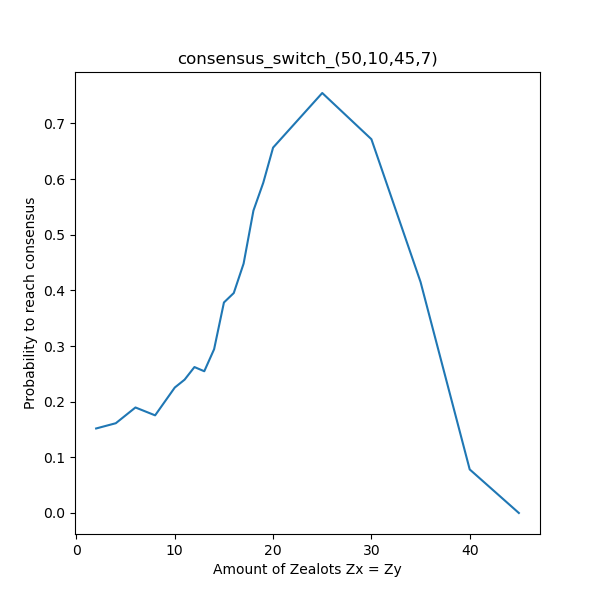 consensus_switch_(50,10,45,7)
Probability to reach consensus
0.7
0.6
0.5
0.4
0.3
0.2
0.1
0.0
0 10 20 30 40
Amount of Zealots Zx = Zy